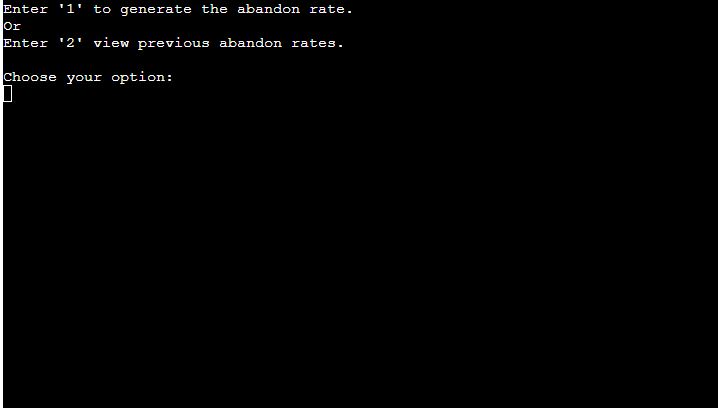 Enter '1' to generate the abandon rate.
Or
Enter '2' view previous abandon rates.
Choose your option: